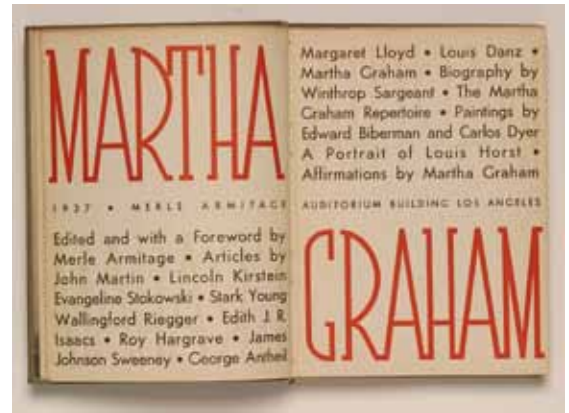 MARTHA
1937 • MERLE ARMITAGE
Edited and with a Foreword by
Merle Armitage • Articles by
John Martin • Lincoln Kirstein
Evangeline Stokowski • Stark Young
Wallingford Riegger • Edith J. R.
Isaacs • Roy Hargrave • James
Johnson Sweeney • George Antheil
Margaret Lloyd • Louis Danz •
Martha Graham • Biography by
Winthrop Sargeant • The Martha
Graham Repertoire • Paintings by
Edward Biberman and Carlos Dyer
A Portrait of Louis Horst •
Affirmations by Martha Graham
AUDITORIUM BUILDING LOS ANGELES
GRAHAM